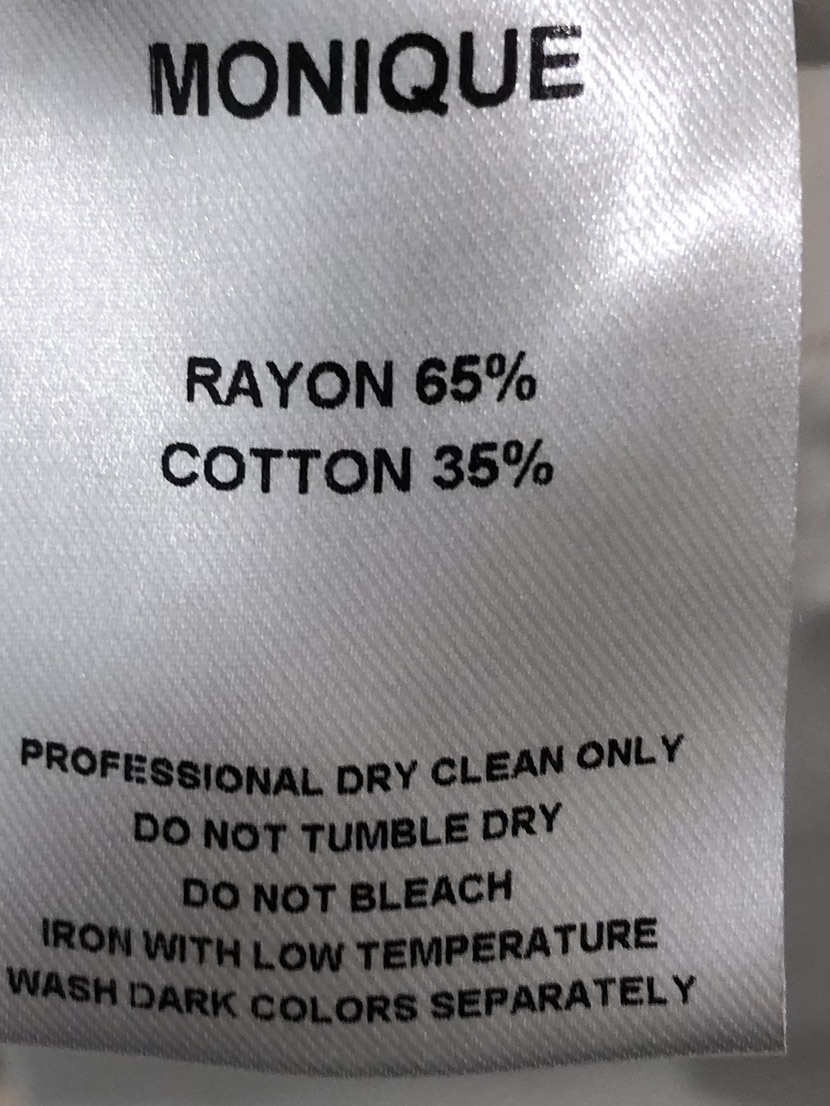 MONIQUE
RAYON 65%
COTTON 35%
PROFESSIONAL DRY CLEAN ONLY
DO NOT TUMBLE DRY
DO NOT BLEACH
IRON WITH LOW TEMPERATURE
WASH DARK COLORS SEPARATELY